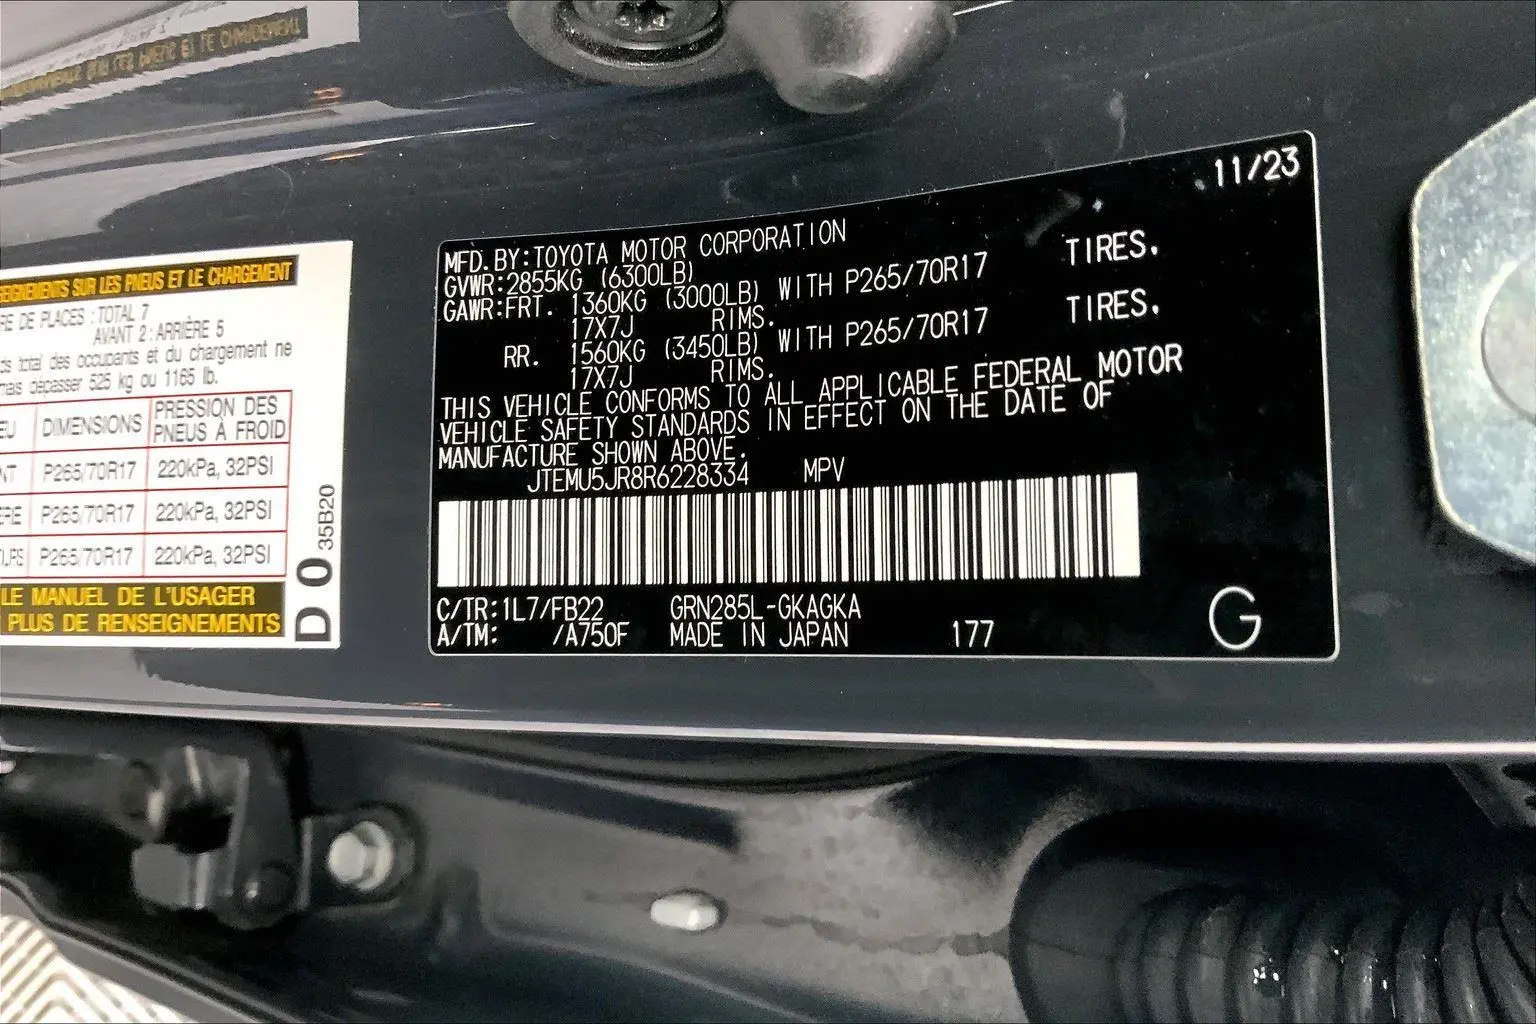 SEIGNEMENTS SUR LES PNEUS ET LE CHARGEMENT
RE DE PLACES : TOTAL 7
AVANT 2 : ARRIÈRE 5
ds total des occupants et du chargement ne
mais dépasser 525 kg ou 1165 lb.
EU DIMENSIONS PRESSION DES
PNEUS À FROID
NT P265/70R17 220kPa, 32PSI
ÈRE P265/70R17 220kPa, 32PSI
URS P265/70R17 220kPa, 32PSI
LE MANUEL DE L'USAGER
PLUS DE RENSEIGNEMENTS
D0 35B20
11/23
MFD. BY: TOYOTA MOTOR CORPORATION
GVWR: 2855KG (6300LB)
GAWR: FRT. 1360KG (3000LB) WITH P265/70R17 TIRES,
17X7J RIMS.
RR. 1560KG (3450LB) WITH P265/70R17 TIRES,
17X7J RIMS.
THIS VEHICLE CONFORMS TO ALL APPLICABLE FEDERAL MOTOR
VEHICLE SAFETY STANDARDS IN EFFECT ON THE DATE OF
MANUFACTURE SHOWN ABOVE.
JTEMU5JR8R6228334 MPV
C/TR: 1L7/FB22 GRN285L-GKAGKA
A/TM: /A750F MADE IN JAPAN 177
G